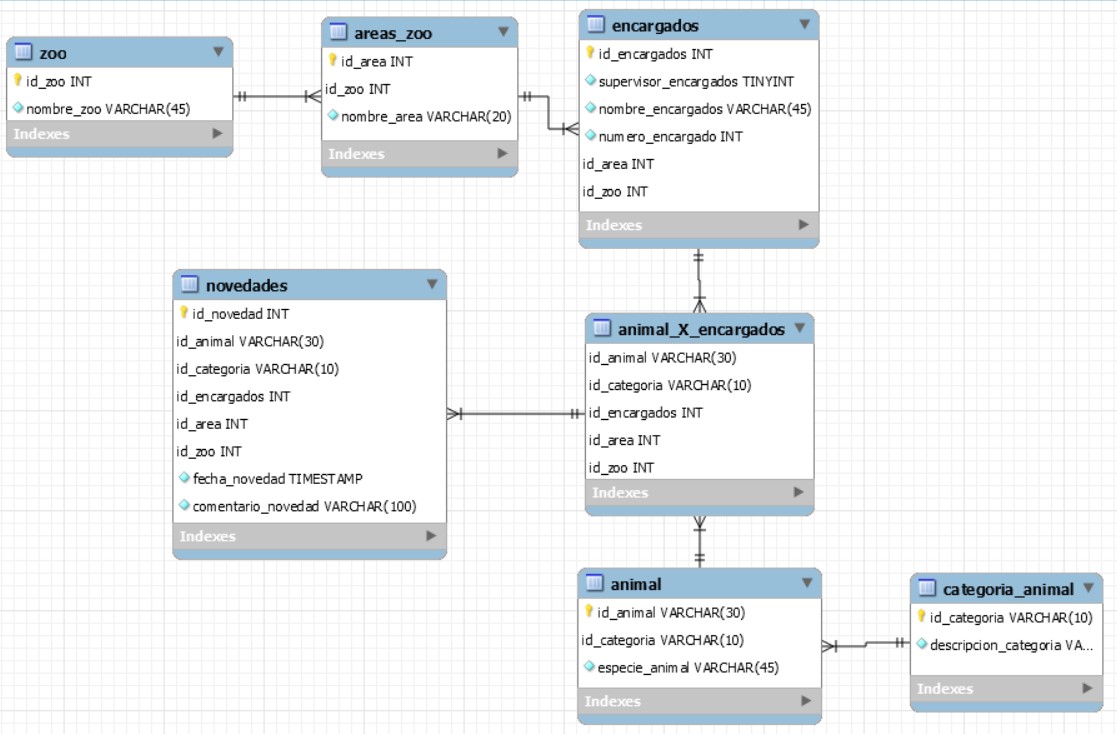 zoo
id_zoo INT
nombre_zoo VARCHAR(45)
Indexes
areas_zoo
id_area INT
id_zoo INT
nombre_area VARCHAR(20)
Indexes
encargados
id_encargados INT
supervisor_encargados TINYINT
nombre_encargados VARCHAR(45)
numero_encargado INT
id_area INT
id_zoo INT
Indexes
novedades
id_novedad INT
id_animal VARCHAR(30)
id_categoria VARCHAR(10)
id_encargados INT
id_area INT
id_zoo INT
fecha_novedad TIMESTAMP
comentario_novedad VARCHAR(100)
Indexes
animal_X_encargados
id_animal VARCHAR(30)
id_categoria VARCHAR(10)
id_encargados INT
id_area INT
id_zoo INT
Indexes
animal
id_animal VARCHAR(30)
id_categoria VARCHAR(10)
especie_animal VARCHAR(45)
Indexes
categoria_animal
id_categoria VARCHAR(10)
descripcion_categoria VA...
Indexes